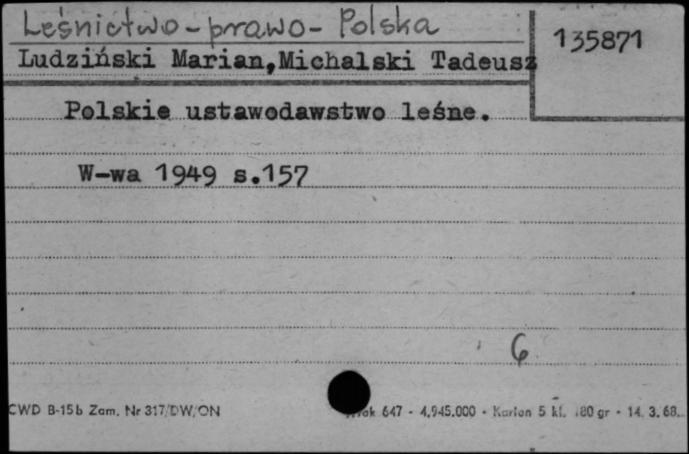 Leśnictwo - prawo - Polska
135871
Ludziński Marian,Michalski Tadeusz
Polskie ustawodawstwo leśne.
W-wa 1949 s.157
6
CWD B-15b Zam. Nr 317/DW/ON
647 - 4.945.000 - Karton 5 kl. 180 gr - 14. 3. 68.